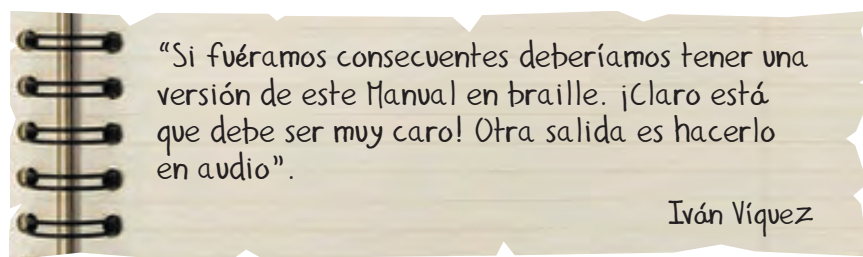 “Si fuéramos consecuentes deberíamos tener una
versión de este Manual en braille. ¡Claro está
que debe ser muy caro! Otra salida es hacerlo
en audio”.
Iván Víquez